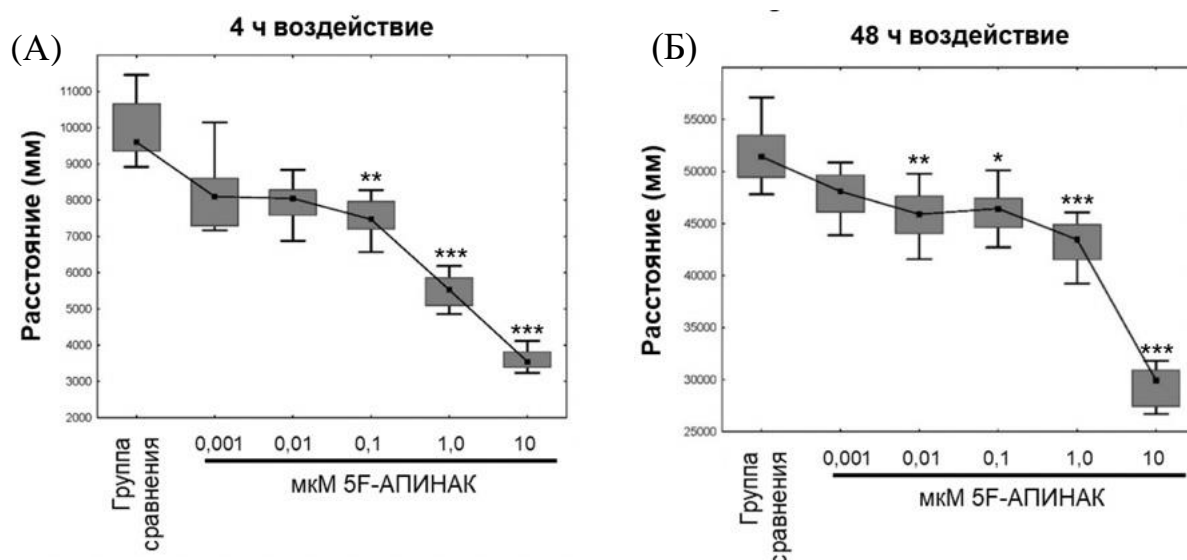 (А)
4 ч воздействие
Расстояние (мм)
11000
10000
9000
8000
7000
6000
5000
4000
3000
2000
**
***
***
Группа
сравнения
0,001 0,01 0,1 1,0 10
мкМ 5F-АПИНАК
(Б)
48 ч воздействие
Расстояние (мм)
55000
50000
45000
40000
35000
30000
25000
**
*
***
***
Группа
сравнения
0,001 0,01 0,1 1,0 10
мкМ 5F-АПИНАК